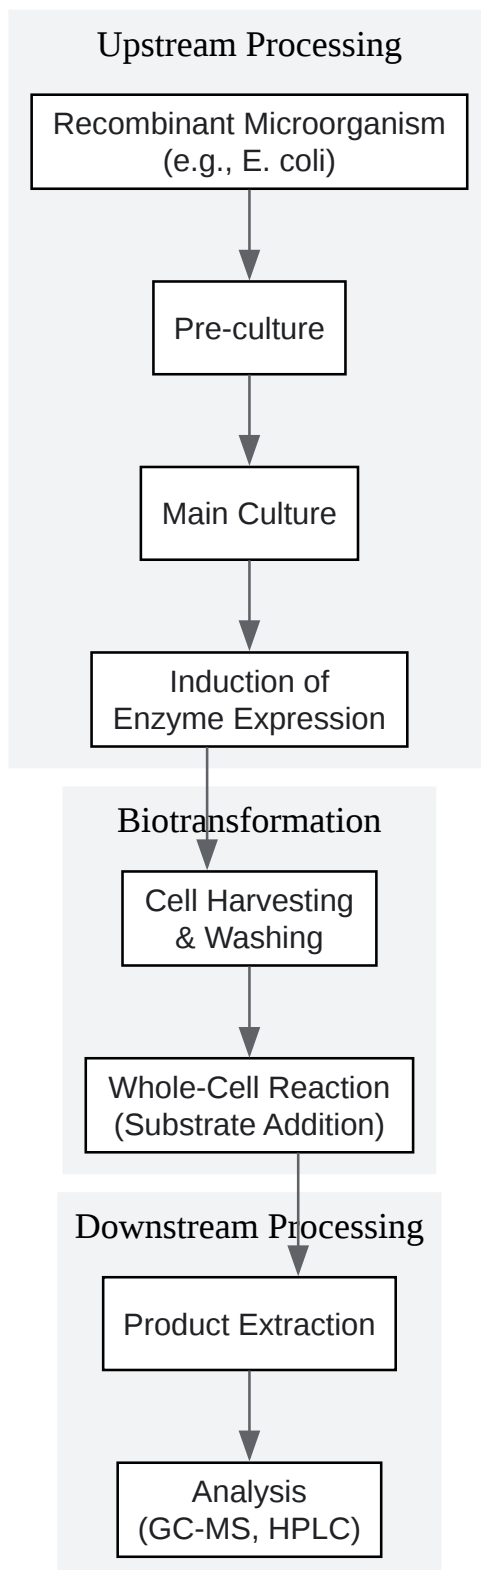 Upstream Processing
Recombinant Microorganism
(e.g., E. coli)
Pre-culture
Main Culture
Induction of
Enzyme Expression
Biotransformation
Cell Harvesting
& Washing
Whole-Cell Reaction
(Substrate Addition)
Downstream Processing
Product Extraction
Analysis
(GC-MS, HPLC)